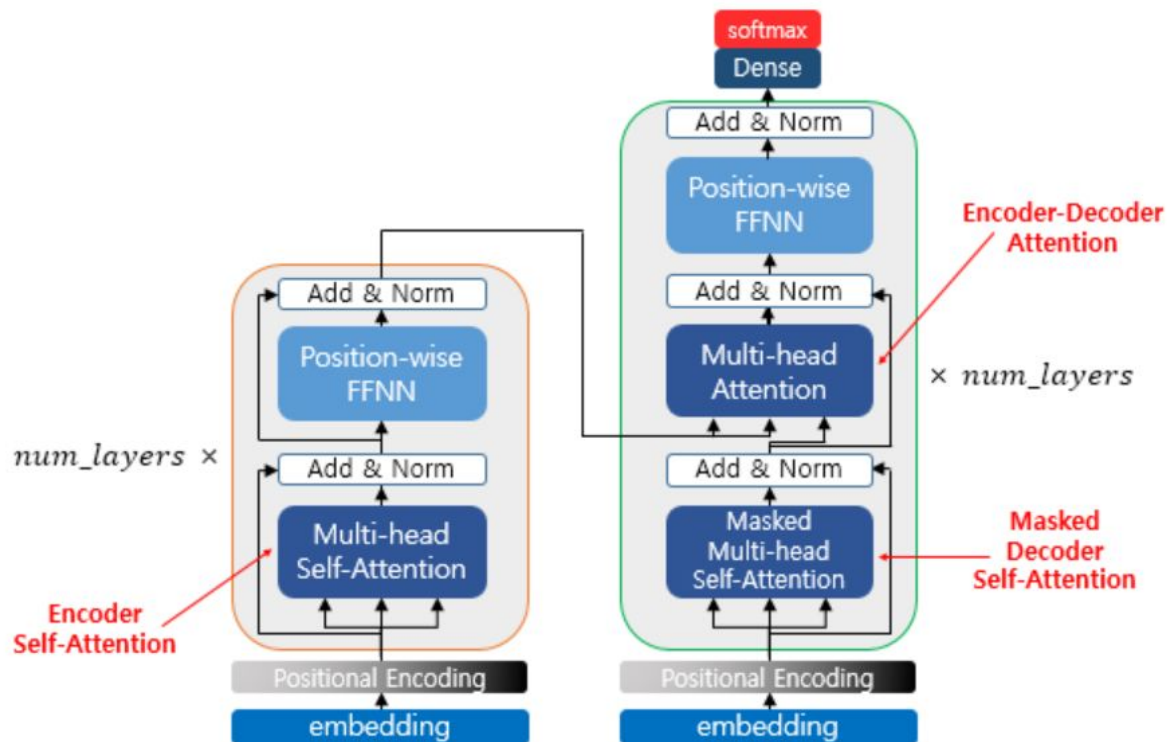 softmax
Dense
Add & Norm
Position-wise
FFNN
Encoder-Decoder
Attention
Add & Norm
Multi-head
Attention
× num_layers
Add & Norm
Masked
Multi-head
Self-Attention
Masked
Decoder
Self-Attention
Positional Encoding
embedding
Add & Norm
Position-wise
FFNN
num_layers ×
Add & Norm
Multi-head
Self-Attention
Encoder
Self-Attention
Positional Encoding
embedding